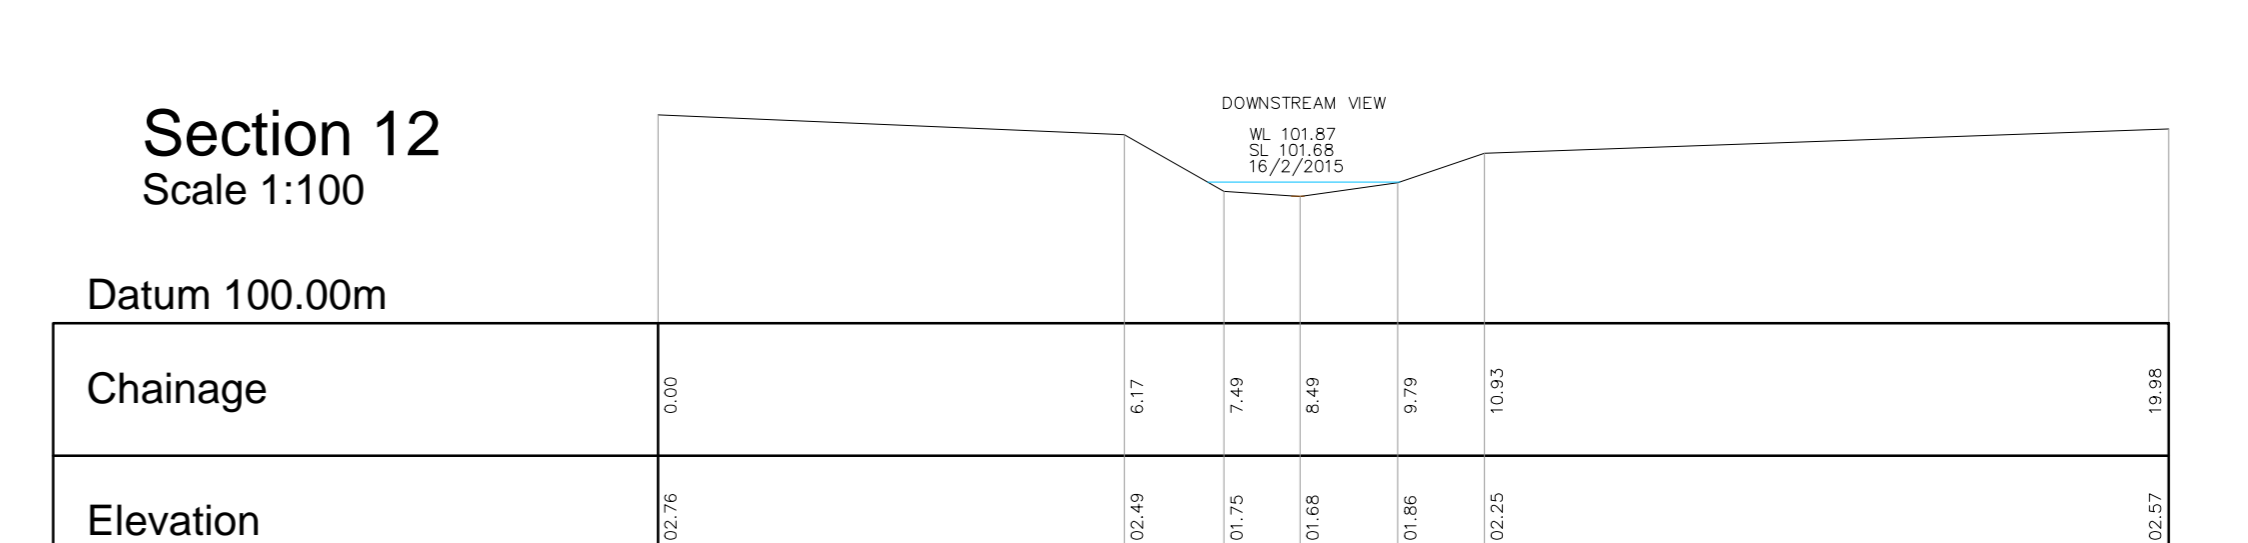 DOWNSTREAM VIEW
Section 12
WL 101.87
SL 101.68
16/2/2015
Scale 1:100
Datum 100.00m
Chainage 0.00 6.17 7.49 8.49 9.79 10.93 19.98
Elevation 02.76 02.49 01.75 01.68 01.86 02.25 02.57